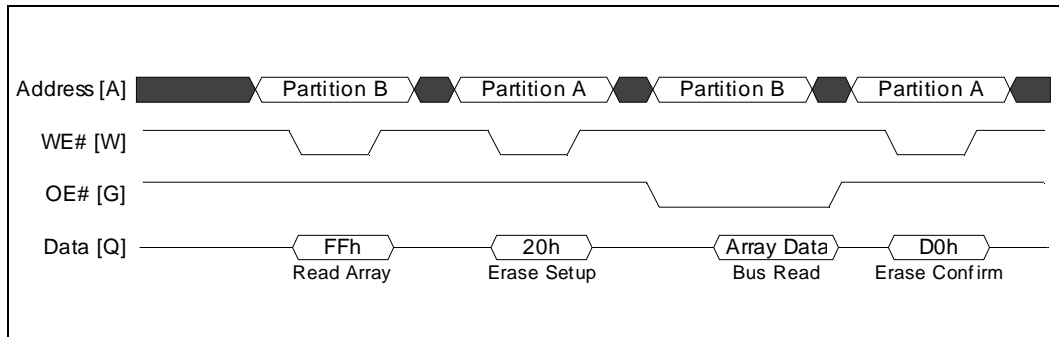 Address [A] Partition B Partition A Partition B Partition A
WE# [W]
OE# [G]
Data [Q] FFh 20h Array Data D0h
Read Array Erase Setup Bus Read Erase Confirm